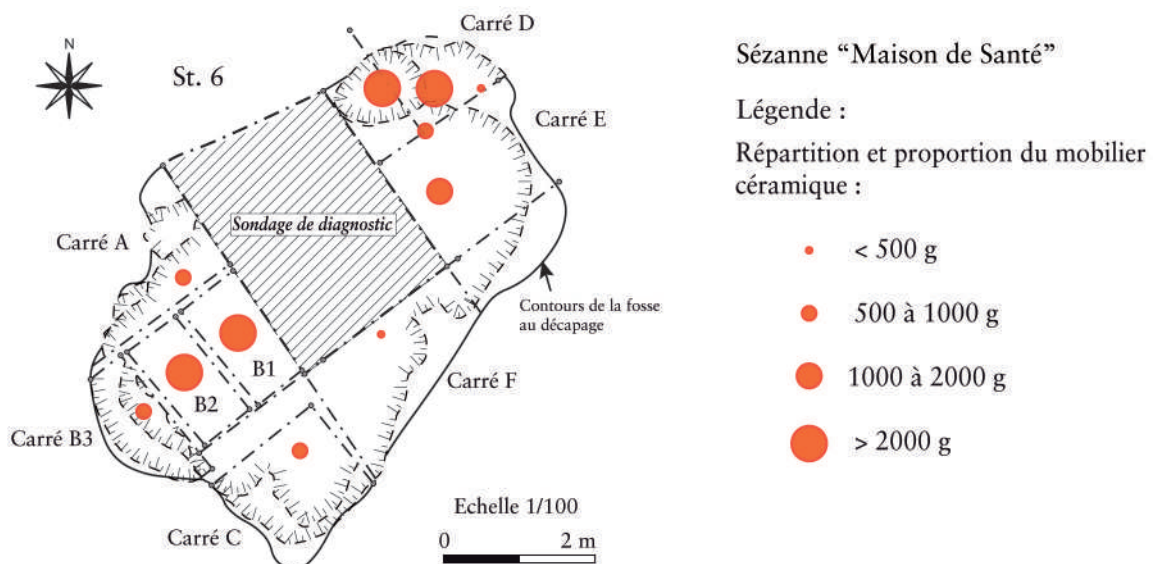 N
St. 6
Carré D
Carré E
Sondage de diagnostic
Carré A
Contours de la fosse
au décapage
B1
B2
Carré F
Carré B3
Carré C
Echelle 1/100
0 2 m
Sézanne “Maison de Santé”
Légende :
Répartition et proportion du mobilier
céramique :
< 500 g
500 à 1000 g
1000 à 2000 g
> 2000 g